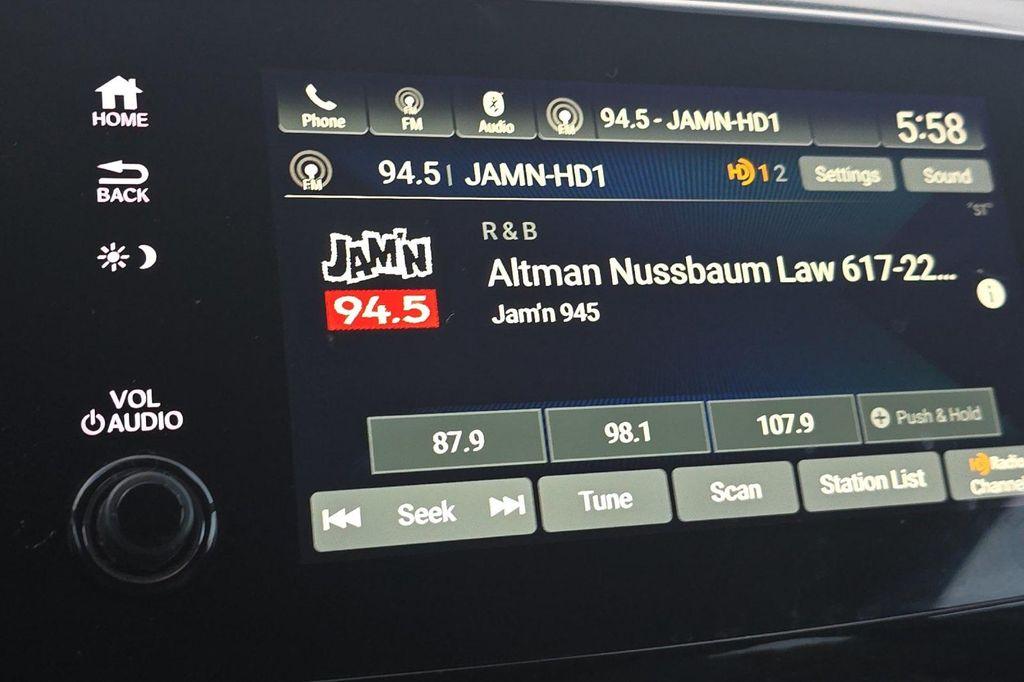 HOME
BACK
VOL
AUDIO
Phone
FM
Audio
FM
94.5 - JAMN-HD1
5:58
FM
94.5| JAMN-HD1
HD 1 2
Settings
Sound
"ST"
JAM'N
94.5
R & B
Altman Nussbaum Law 617-22...
Jam'n 945
i
87.9
98.1
107.9
Push & Hold
Seek
Tune
Scan
Station List
HD Radio
Channel